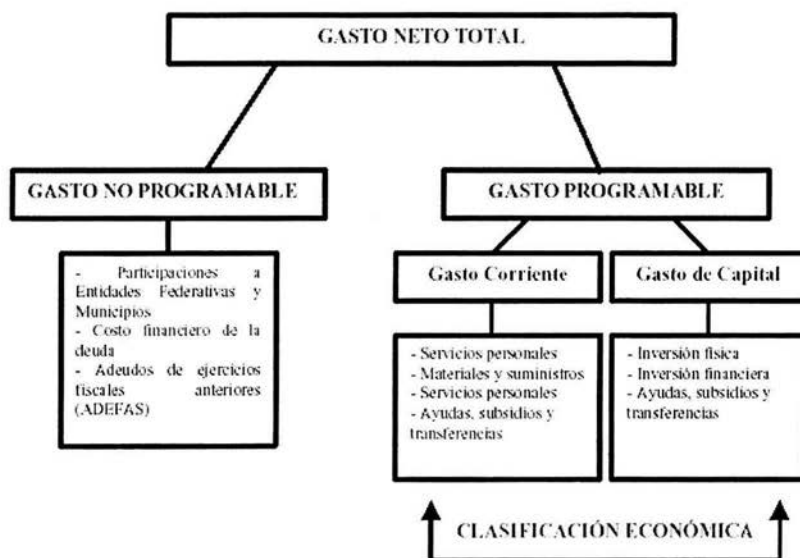 GASTO NETO TOTAL
GASTO NO PROGRAMABLE
- Participaciones a
Entidades Federativas y
Municipios
- Costo financiero de la
deuda
- Adeudos de ejercicios
fiscales anteriores
(ADEFAS)
GASTO PROGRAMABLE
Gasto Corriente
- Servicios personales
- Materiales y suministros
- Servicios personales
- Ayudas, subsidios y
transferencias
Gasto de Capital
- Inversión física
- Inversión financiera
- Ayudas, subsidios y
transferencias
CLASIFICACIÓN ECONÓMICA